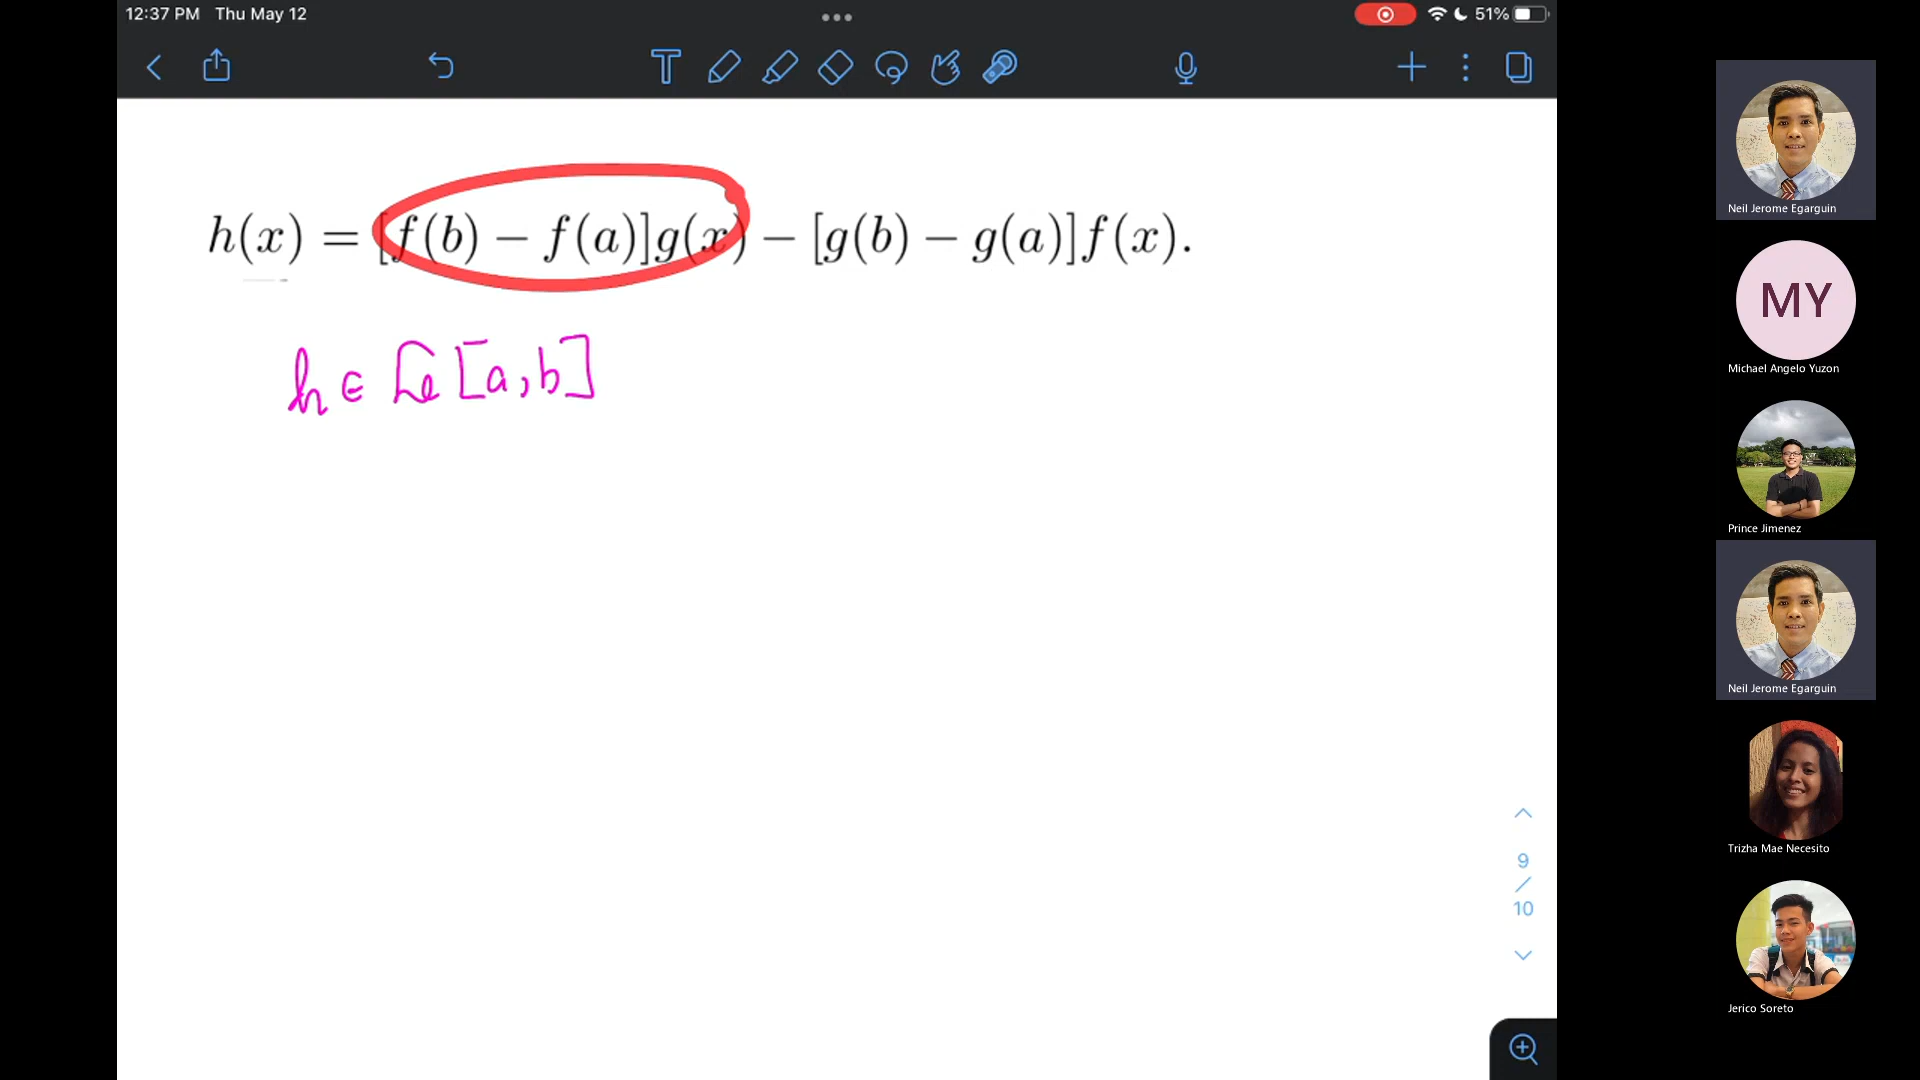 12:37 PM Thu May 12
51%
h(x) = [f(b) − f(a)]g(x) − [g(b) − g(a)]f(x).
h ∈ [a,b]
9
/
10
Neil Jerome Egarguin
MY
Michael Angelo Yuzon
Prince Jimenez
Neil Jerome Egarguin
Trizha Mae Necesito
Jerico Soreto